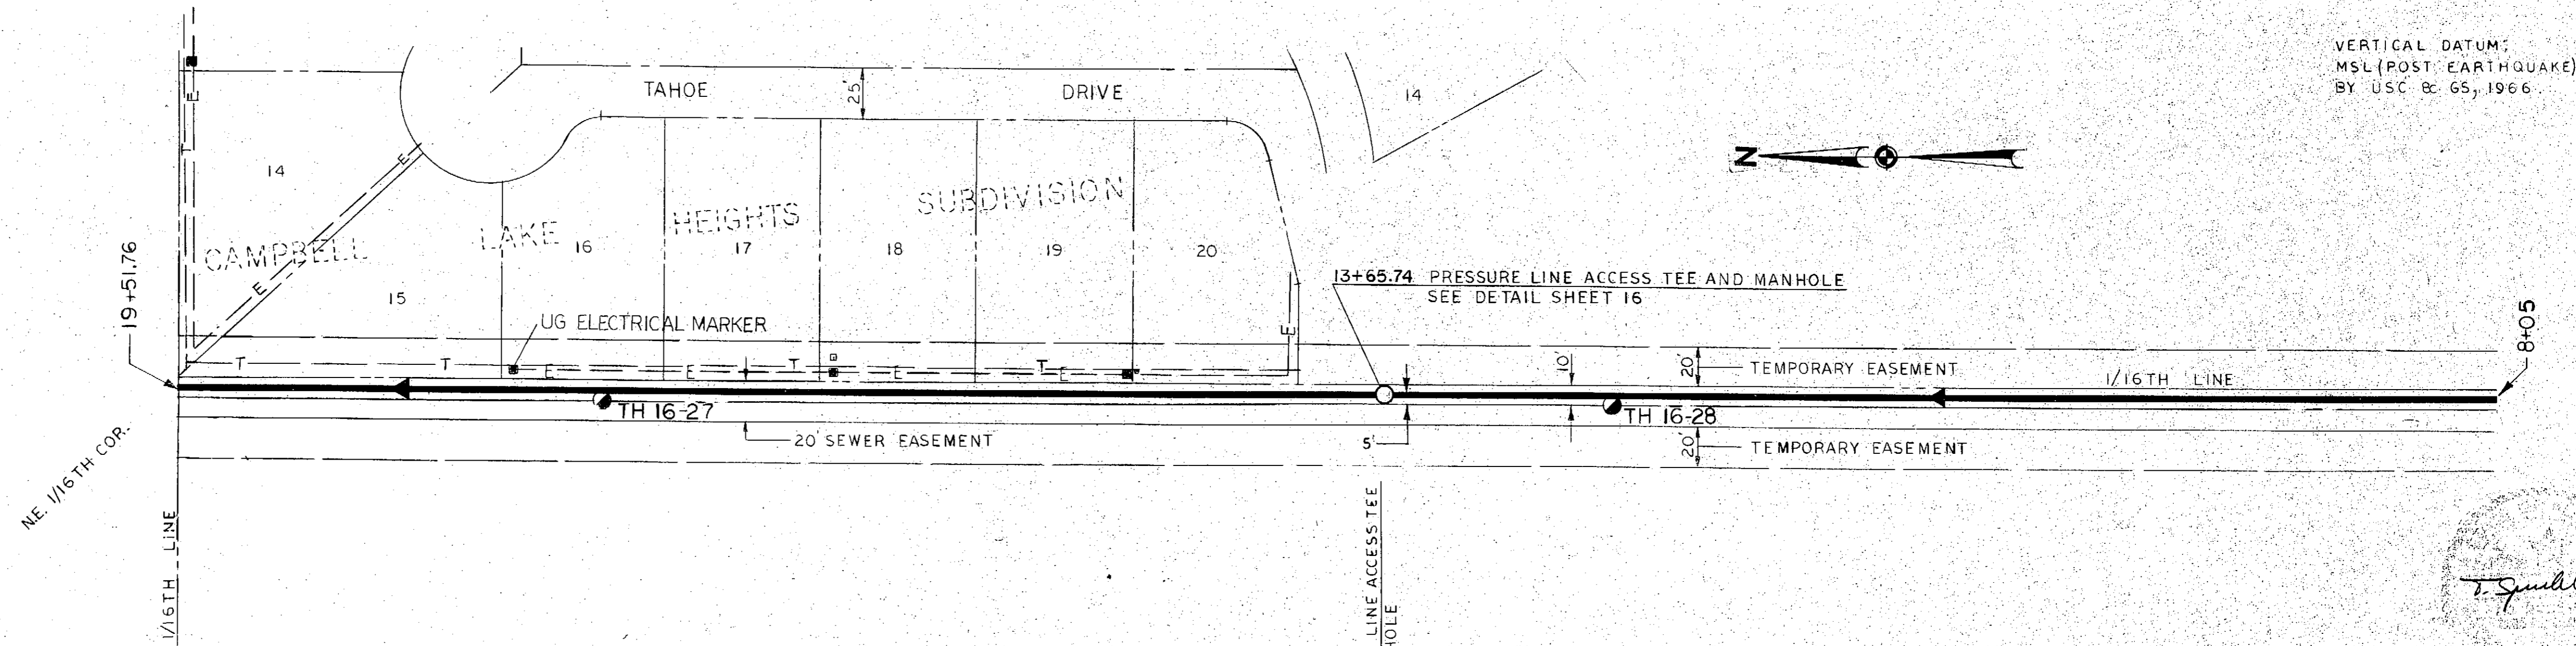 VERTICAL DATUM:
MSL (POST EARTHQUAKE)
BY USC & GS, 1966.
TAHOE DRIVE
25'
14
N
14
CAMPBELL LAKE HEIGHTS SUBDIVISION
15
16
17
18
19
20
E
E
E
T
19+51.76
13+65.74 PRESSURE LINE ACCESS TEE AND MANHOLE
SEE DETAIL SHEET 16
UG ELECTRICAL MARKER
8+05
T
T
E
E
T
E
T
E
E
10'
20'
TEMPORARY EASEMENT
1/16TH LINE
TH 16-27
TH 16-28
20' SEWER EASEMENT
5'
20'
TEMPORARY EASEMENT
N.E. 1/16TH COR.
1/16TH LINE
LINE ACCESS TEE
HOLE